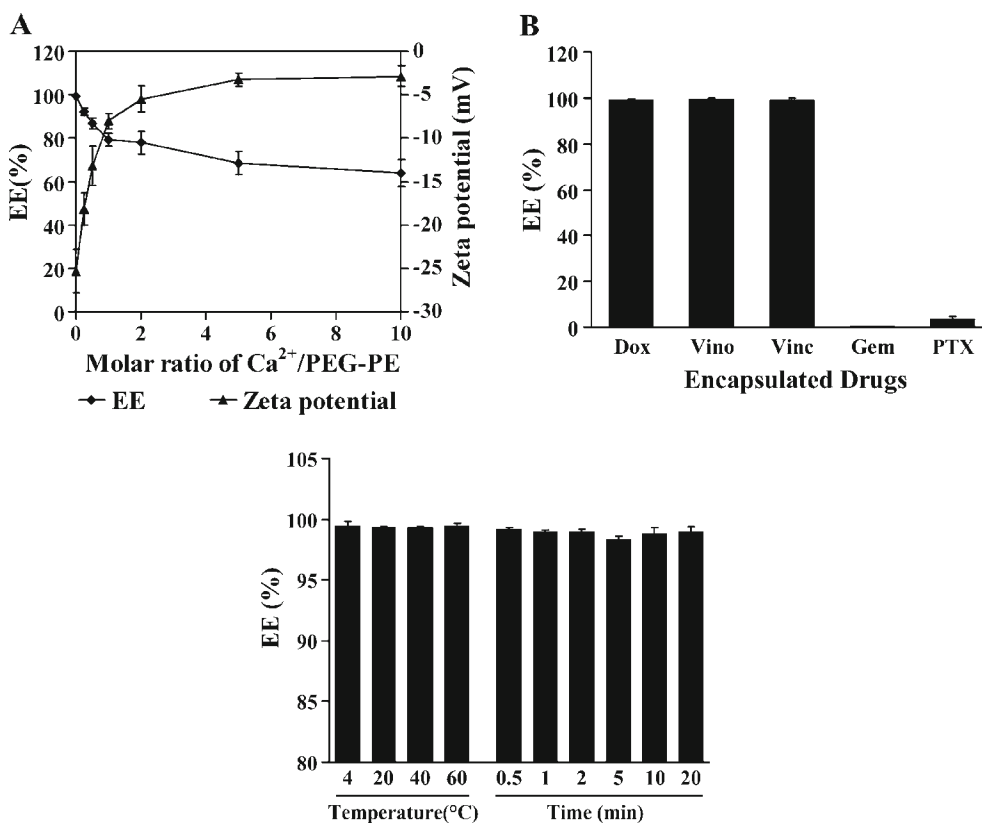 A
120
100
80
60
40
20
0
EE(%)
0
-5
-10
-15
-20
-25
-30
Zeta potential (mV)
0 2 4 6 8 10
Molar ratio of Ca²⁺/PEG-PE
EE Zeta potential
B
120
100
80
60
40
20
0
EE (%)
Dox Vino Vinc Gem PTX
Encapsulated Drugs
105
100
95
90
85
80
EE (%)
4 20 40 60 0.5 1 2 5 10 20
Temperature(°C) Time (min)